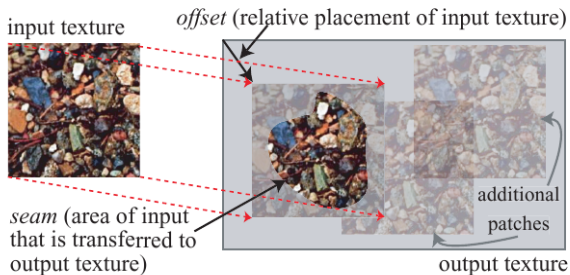 offset (relative placement of input texture)
input texture
seam (area of input
that is transferred to
output texture)
additional
patches
output texture